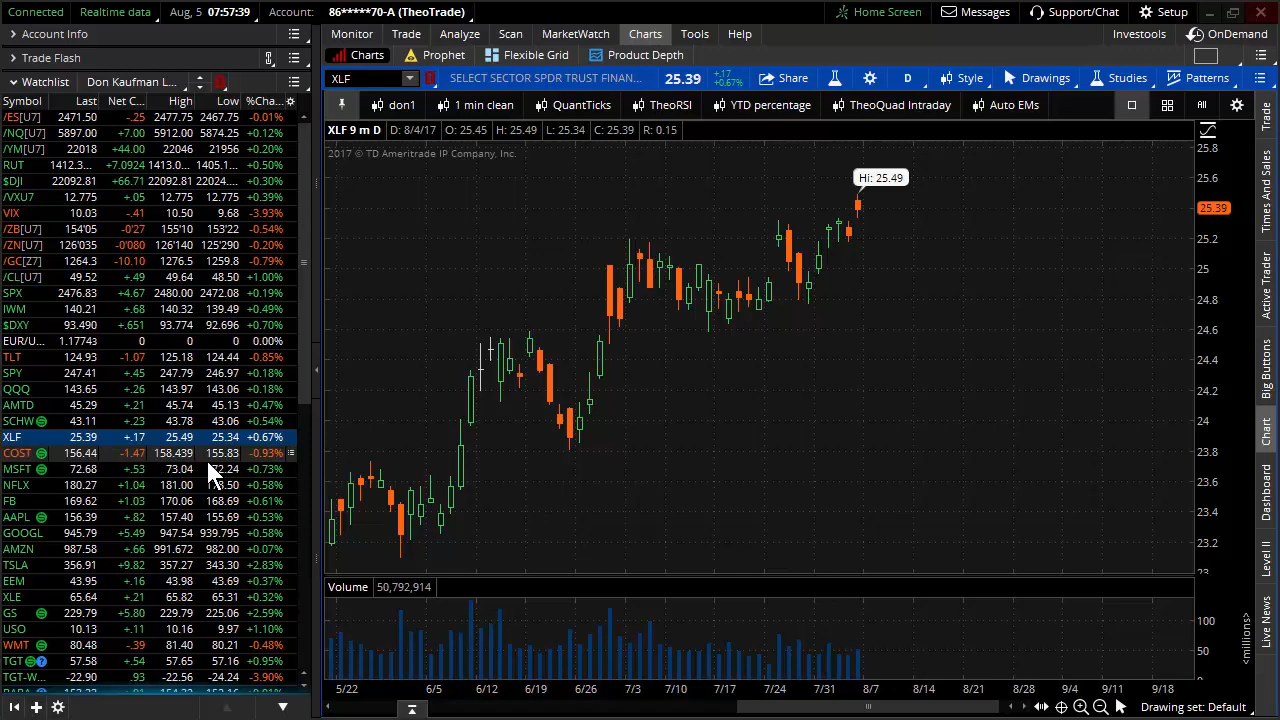 Connected Realtime data Aug, 5 07:57:39 Account: 86*****70-A (TheoTrade) Home Screen Messages Support/Chat Setup
Account Info
Monitor Trade Analyze Scan MarketWatch Charts Tools Help Investools OnDemand
Trade Flash
Charts Prophet Flexible Grid Product Depth
Watchlist Don Kaufman L...
XLF SELECT SECTOR SPDR TRUST FINAN... 25.39 +.17 +0.67% Share D Style Drawings Studies Patterns
Symbol Last Net C... High Low %Cha...
don1 1 min clean QuantTicks TheoRSI YTD percentage TheoQuad Intraday Auto EMs All
XLF 9 m D D: 8/4/17 O: 25.45 H: 25.49 L: 25.34 C: 25.39 R: 0.15
2017 © TD Ameritrade IP Company, Inc.
/ES[U7] 2471.50 -.25 2477.75 2467.75 -0.01%
/NQ[U7] 5897.00 +7.00 5912.00 5874.25 +0.12%
/YM[U7] 22018 +44.00 22046 21956 +0.20%
RUT 1412.3... +7.0924 1413.0... 1405.1... +0.50%
$DJI 22092.81 +66.71 22092.81 22024.... +0.30%
/VXU7 12.775 +.05 12.775 12.775 +0.39%
VIX 10.03 -.41 10.50 9.68 -3.93%
/ZB[U7] 154'05 -0'27 155'10 153'22 -0.54%
/ZN[U7] 126'035 -0'080 126'140 125'290 -0.20%
/GC[Z7] 1264.3 -10.10 1276.5 1259.8 -0.79%
/CL[U7] 49.52 +.49 49.64 48.50 +1.00%
SPX 2476.83 +4.67 2480.00 2472.08 +0.19%
IWM 140.21 +.68 140.32 139.49 +0.49%
$DXY 93.490 +.651 93.774 92.696 +0.70%
EUR/U... 1.17743 0 0 0.00%
TLT 124.93 -1.07 125.18 124.44 -0.85%
SPY 247.41 +.45 247.79 246.97 +0.18%
QQQ 143.65 +.26 143.97 143.06 +0.18%
AMTD 45.29 +.21 45.74 45.13 +0.47%
SCHW 43.11 +.23 43.78 43.06 +0.54%
XLF 25.39 +.17 25.49 25.34 +0.67%
COST 156.44 -1.47 158.439 155.83 -0.93%
MSFT 72.68 +.53 73.04 +0.73%
NFLX 180.27 +1.04 181.00 +0.58%
FB 169.62 +1.03 170.06 168.69 +0.61%
AAPL 156.39 +.82 157.40 155.69 +0.53%
GOOGL 945.79 +5.49 947.54 939.795 +0.58%
AMZN 987.58 +.66 991.672 982.00 +0.07%
TSLA 356.91 +9.82 357.27 343.30 +2.83%
EEM 43.95 +.16 43.98 43.69 +0.37%
XLE 65.64 +.21 65.82 65.31 +0.32%
GS 229.79 +5.80 229.79 225.06 +2.59%
USO 10.13 +.11 10.16 9.97 +1.10%
WMT 80.48 -.39 81.40 80.21 -0.48%
TGT 57.58 +.54 57.65 57.16 +0.95%
TGT-W... -22.90 .93 -22.56 -24.24 -3.90%
Hi: 25.49
25.8
25.6
25.39
25.2
25
24.8
24.6
24.4
24.2
24
23.8
23.6
23.4
23.2
23
Volume 50,792,914
100
50
0
<millions>
5/22 6/5 6/12 6/19 6/26 7/3 7/10 7/17 7/24 7/31 8/7 8/14 8/21 8/28 9/4 9/11 9/18
Drawing set: Default
Trade
Times And Sales
Active Trader
Big Buttons
Chart
Dashboard
Level II
Live News